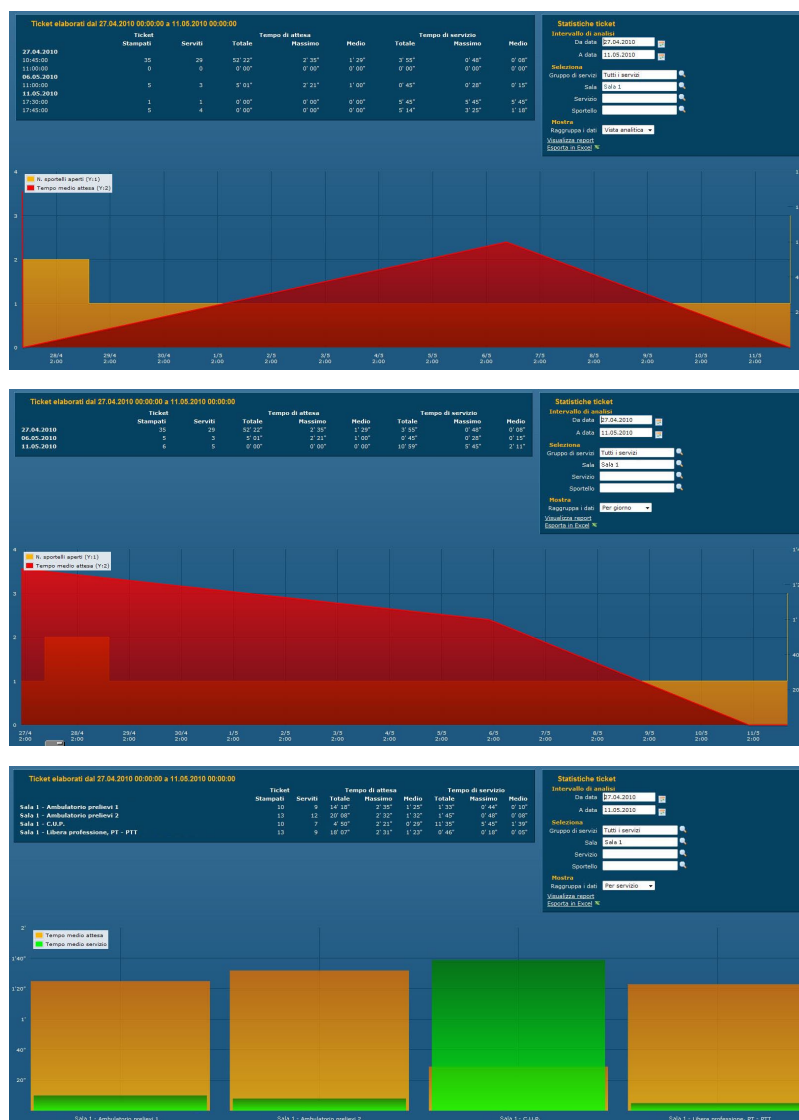 Ticket elaborati dal 27.04.2010 00:00:00 a 11.05.2010 00:00:00
Ticket Tempo di attesa Tempo di servizio
Stampati Serviti Totale Massimo Medio Totale Massimo Medio
27.04.2010
10:45:00 35 29 52' 22" 2' 35" 1' 29" 3' 55" 0' 48" 0' 08"
11:00:00 0 0 0' 00" 0' 00" 0' 00" 0' 00" 0' 00" 0' 00"
06.05.2010
11:00:00 5 3 5' 01" 2' 21" 1' 00" 0' 45" 0' 28" 0' 15"
11.05.2010
17:30:00 1 1 0' 00" 0' 00" 0' 00" 5' 45" 5' 45" 5' 45"
17:45:00 5 4 0' 00" 0' 00" 0' 00" 5' 14" 3' 25" 1' 18"
Statistiche ticket
Intervallo di analisi
Da data 27.04.2010
A data 11.05.2010
Seleziona
Gruppo di servizi Tutti i servizi
Sala Sala 1
Servizio
Sportello
Mostra
Raggruppa i dati Vista analitica
Visualizza report
Esporta in Excel
N. sportelli aperti (Y:1)
Tempo medio attesa (Y:2)
4
3
2
1
0
28/4 29/4 30/4 1/5 2/5 3/5 4/5 5/5 6/5 7/5 8/5 9/5 10/5 11/5
2:00 2:00 2:00 2:00 2:00 2:00 2:00 2:00 2:00 2:00 2:00 2:00 2:00 2:00
Ticket elaborati dal 27.04.2010 00:00:00 a 11.05.2010 00:00:00
Ticket Tempo di attesa Tempo di servizio
Stampati Serviti Totale Massimo Medio Totale Massimo Medio
27.04.2010 35 29 52' 22" 2' 35" 1' 29" 3' 55" 0' 48" 0' 08"
06.05.2010 5 3 5' 01" 2' 21" 1' 00" 0' 45" 0' 28" 0' 15"
11.05.2010 6 5 0' 00" 0' 00" 0' 00" 10' 59" 5' 45" 2' 11"
Statistiche ticket
Intervallo di analisi
Da data 27.04.2010
A data 11.05.2010
Seleziona
Gruppo di servizi Tutti i servizi
Sala Sala 1
Servizio
Sportello
Mostra
Raggruppa i dati Per giorno
Visualizza report
Esporta in Excel
N. sportelli aperti (Y:1)
Tempo medio attesa (Y:2)
4
3
2
1
0
27/4 28/4 29/4 30/4 1/5 2/5 3/5 4/5 5/5 6/5 7/5 8/5 9/5 10/5 11/5
2:00 2:00 2:00 2:00 2:00 2:00 2:00 2:00 2:00 2:00 2:00 2:00 2:00 2:00
Ticket elaborati dal 27.04.2010 00:00:00 a 11.05.2010 00:00:00
Ticket Tempo di attesa Tempo di servizio
Stampati Serviti Totale Massimo Medio Totale Massimo Medio
Sala 1 - Ambulatorio prelievi 1 10 9 14' 18" 2' 35" 1' 25" 1' 33" 0' 44" 0' 10"
Sala 1 - Ambulatorio prelievi 2 13 12 20' 08" 2' 32" 1' 32" 1' 45" 0' 48" 0' 08"
Sala 1 - C.U.P. 10 7 4' 50" 2' 21" 0' 29" 11' 35" 5' 45" 1' 39"
Sala 1 - Libera professione, PT - PTT 13 9 18' 07" 2' 31" 1' 23" 0' 46" 0' 18" 0' 05"
Statistiche ticket
Intervallo di analisi
Da data 27.04.2010
A data 11.05.2010
Seleziona
Gruppo di servizi Tutti i servizi
Sala Sala 1
Servizio
Sportello
Mostra
Raggruppa i dati Per servizio
Visualizza report
Esporta in Excel
Tempo medio attesa
Tempo medio servizio
2'
1'40"
1'20"
1'
40"
20"
Sala 1 - Ambulatorio prelievi 1 Sala 1 - Ambulatorio prelievi 2 Sala 1 - C.U.P. Sala 1 - Libera professione, PT - PTT